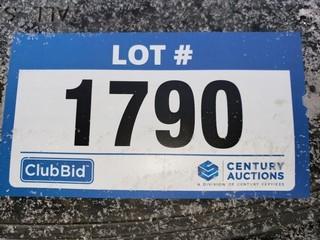 LOT #
1790
ClubBid
CENTURY
AUCTIONS
A DIVISION OF CENTURY SERVICES